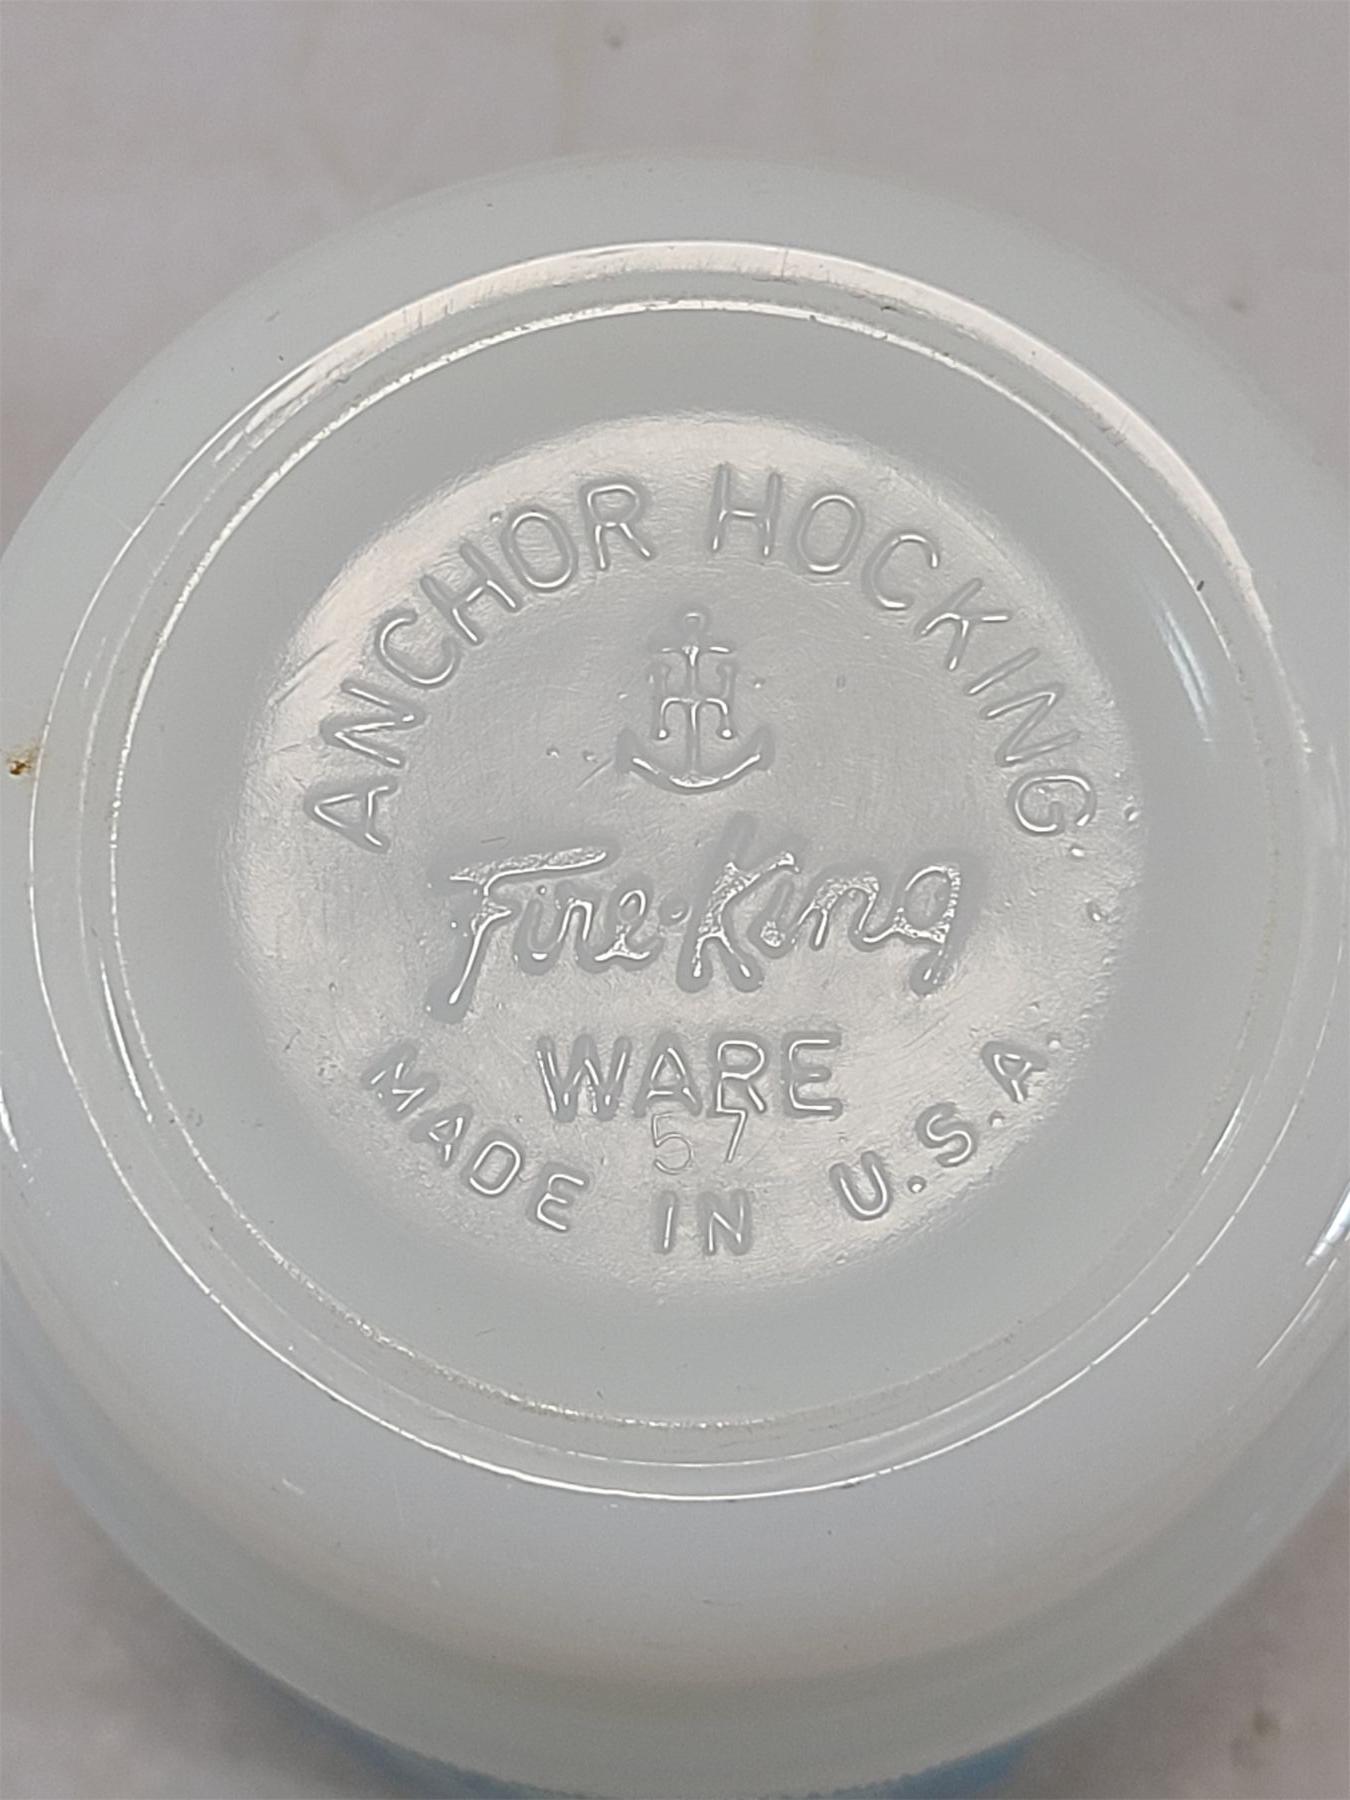 ANCHOR HOCKING
Fire-King
WARE
57
MADE IN U.S.A.